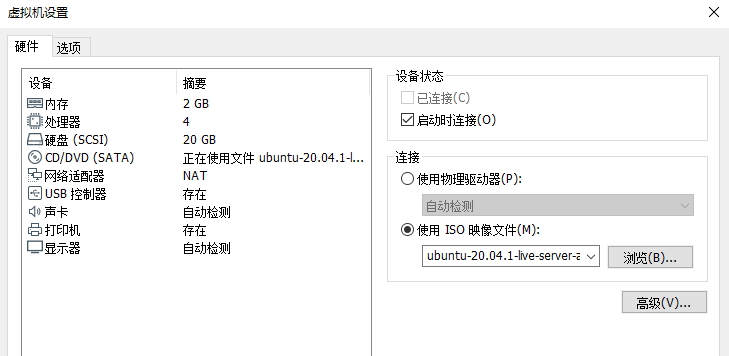 虚拟机设置
硬件 选项
设备 摘要
内存 2 GB
处理器 4
硬盘 (SCSI) 20 GB
CD/DVD (SATA) 正在使用文件 ubuntu-20.04.1-l...
网络适配器 NAT
USB 控制器 存在
声卡 自动检测
打印机 存在
显示器 自动检测
设备状态
已连接(C)
启动时连接(O)
连接
使用物理驱动器(P):
自动检测
使用 ISO 映像文件(M):
ubuntu-20.04.1-live-server-a
浏览(B)...
高级(V)...